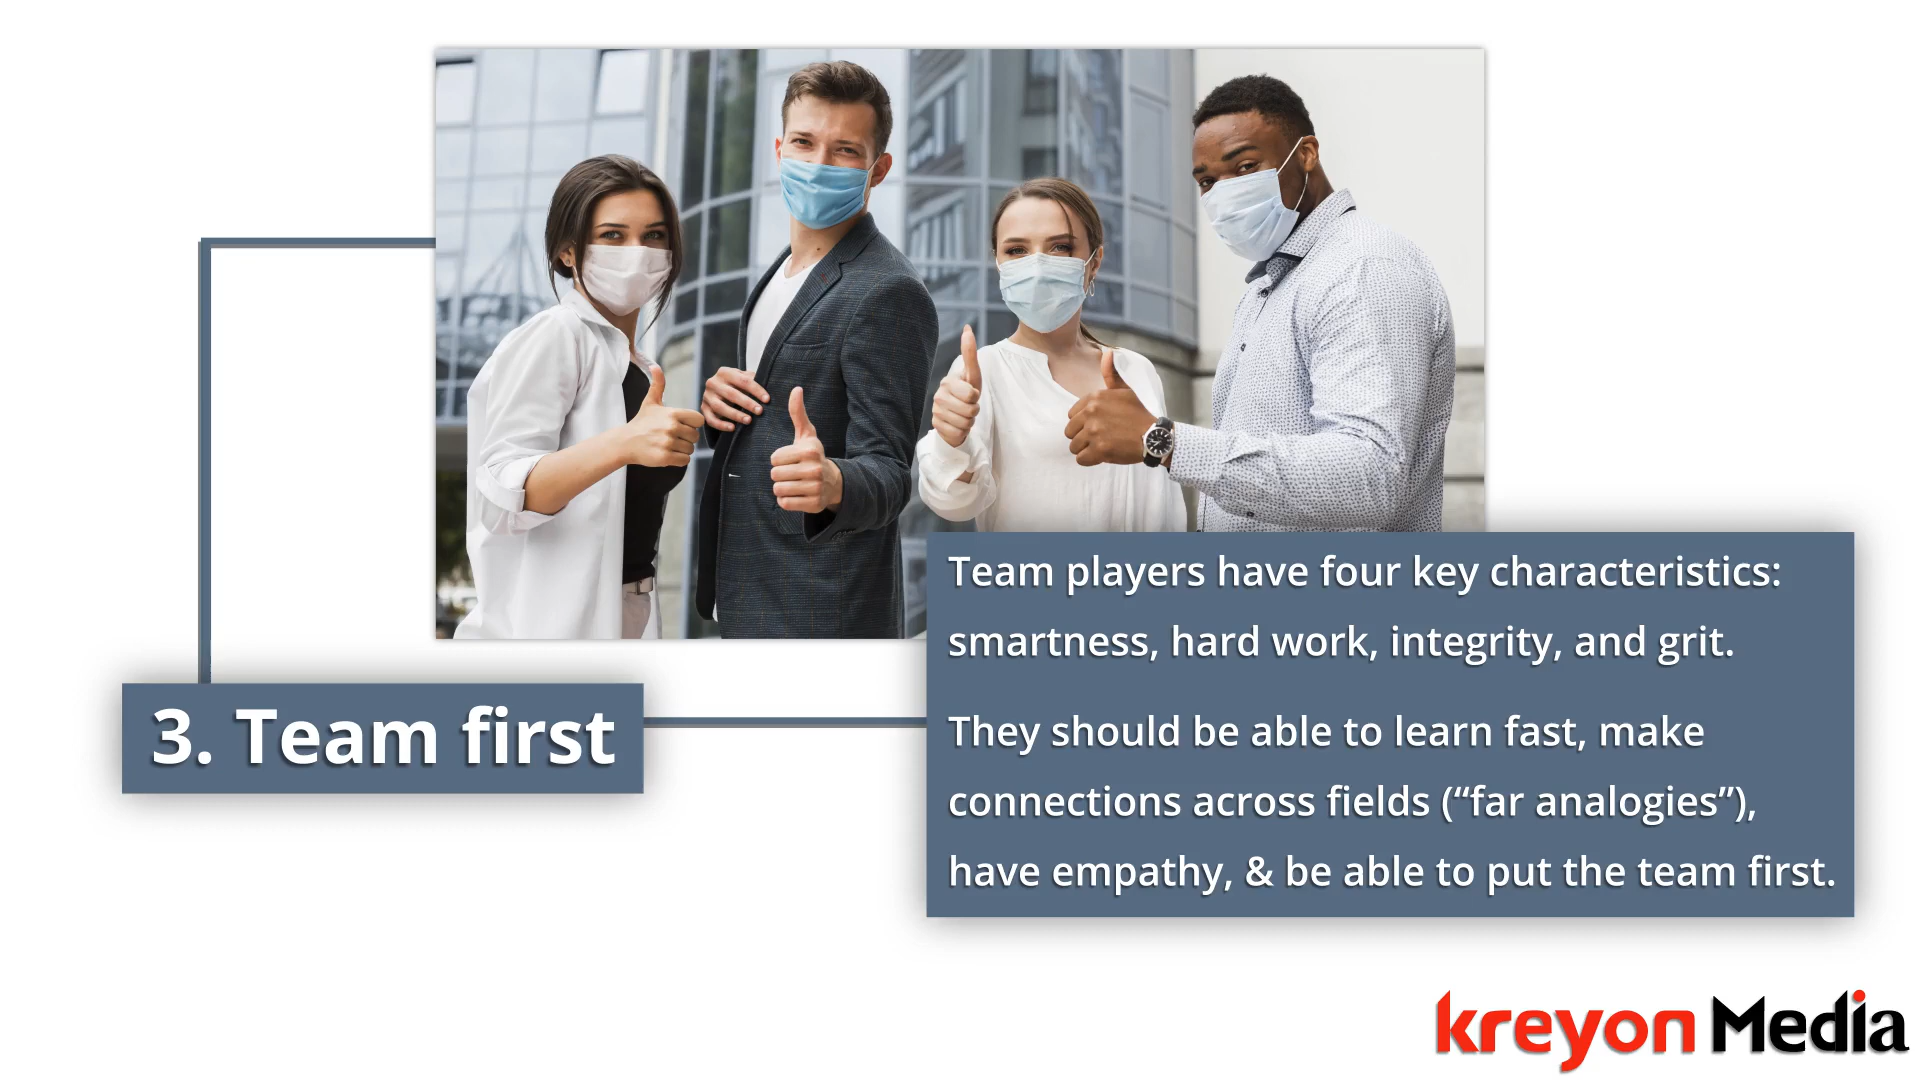 3. Team first
Team players have four key characteristics:
smartness, hard work, integrity, and grit.
They should be able to learn fast, make
connections across fields (“far analogies”),
have empathy, & be able to put the team first.
kreyon Media